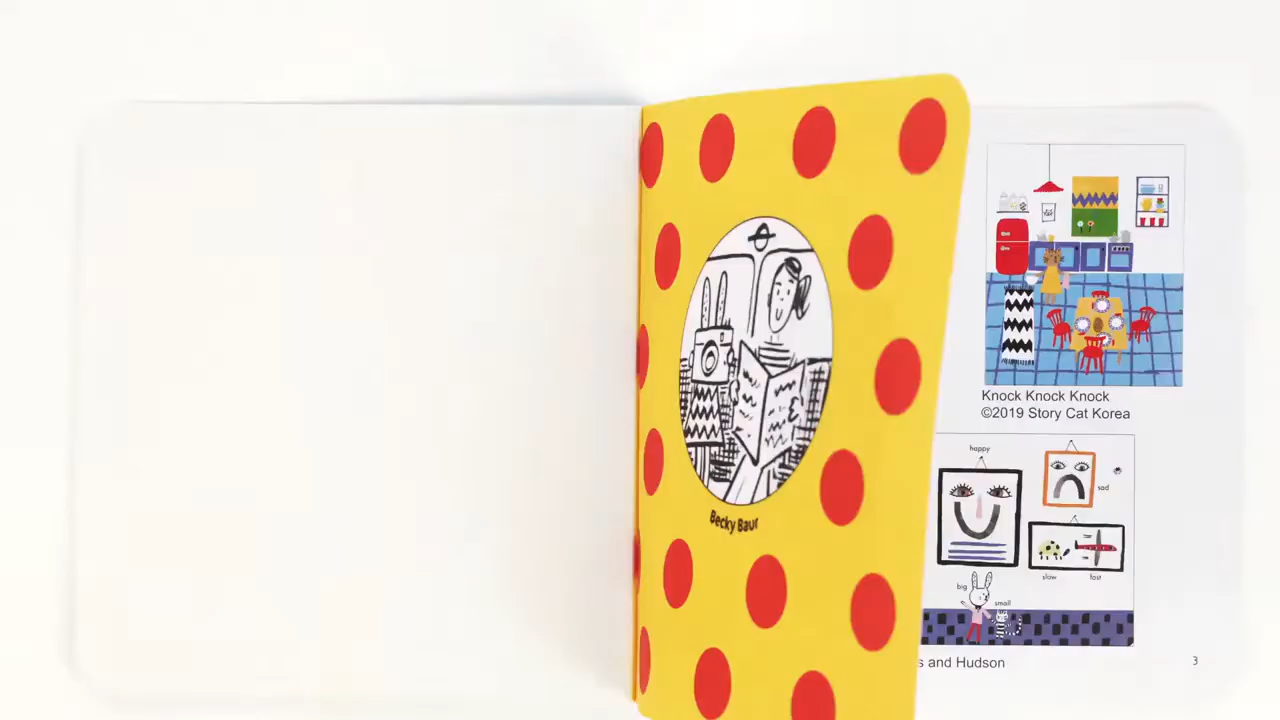 Becky Baur
Knock Knock Knock
©2019 Story Cat Korea
happy
sad
slow
fast
big
small
s and Hudson
3